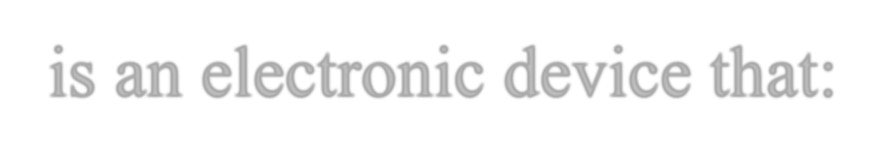 is an electronic device that: